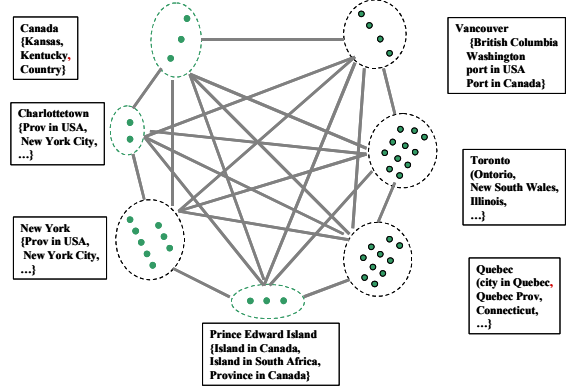 Canada
{Kansas,
Kentucky,
Country}
Vancouver
{British Columbia
Washington
port in USA
Port in Canada}
Charlottetown
{Prov in USA,
New York City,
...}
Toronto
(Ontorio,
New South Wales,
Illinois,
...}
New York
{Prov in USA,
New York City,
...}
Quebec
(city in Quebec,
Quebec Prov,
Connecticut,
...}
Prince Edward Island
{Island in Canada,
Island in South Africa,
Province in Canada}